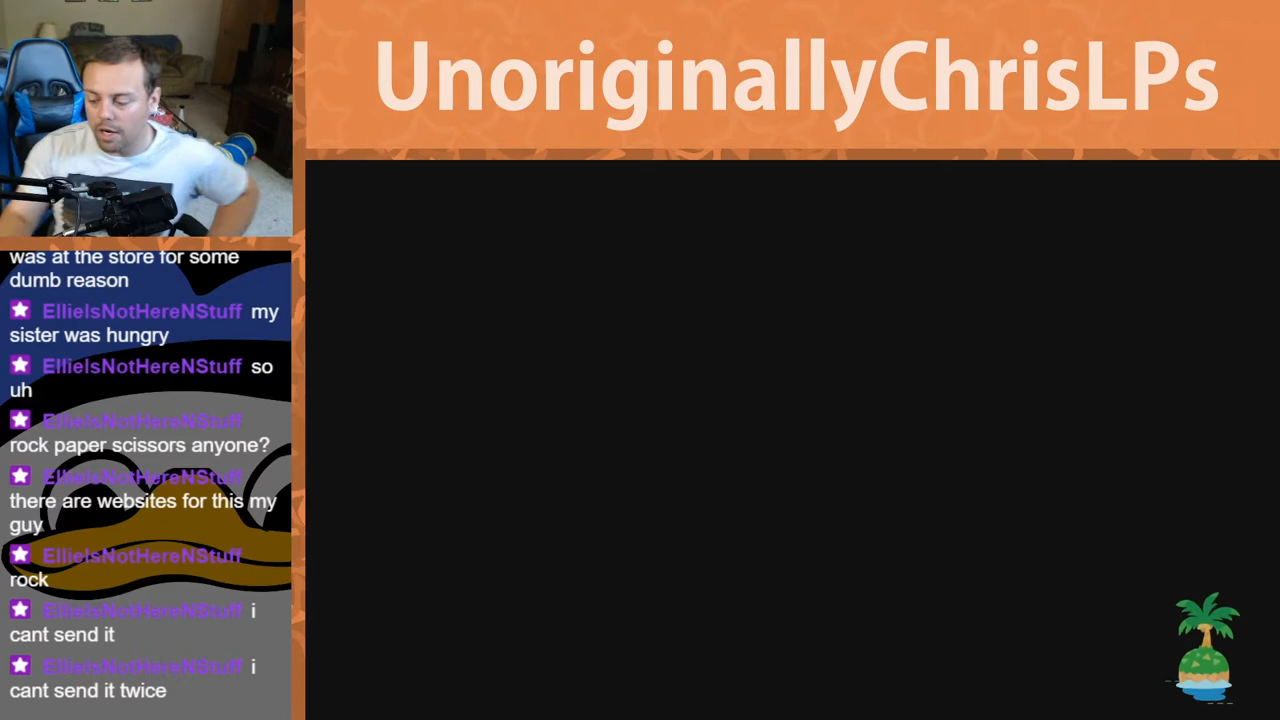 UnoriginallyChrisLPs
was at the store for some
dumb reason
EllieIsNotHereNStuff my
sister was hungry
EllieIsNotHereNStuff so
uh
EllieIsNotHereNStuff
rock paper scissors anyone?
EllieIsNotHereNStuff
there are websites for this my
guy
EllieIsNotHereNStuff
rock
EllieIsNotHereNStuff i
cant send it
EllieIsNotHereNStuff i
cant send it twice